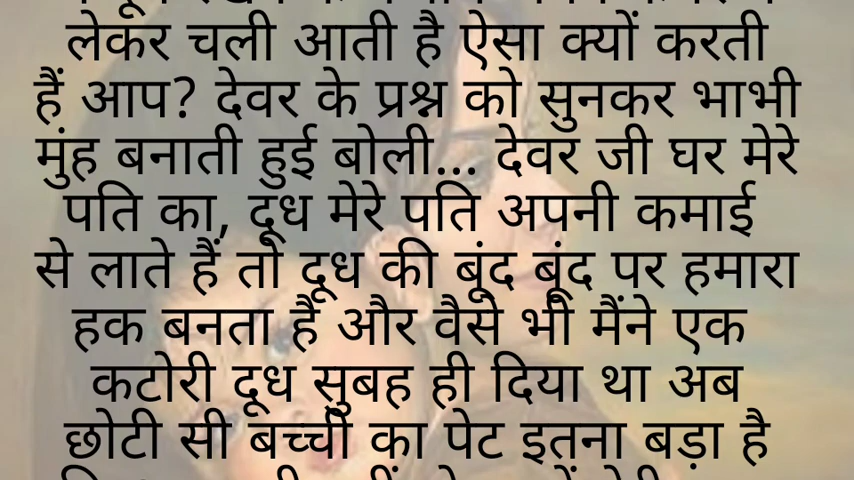 लेकर चली आती है ऐसा क्यों करती
हैं आप? देवर के प्रश्न को सुनकर भाभी
मुंह बनाती हुई बोली... देवर जी घर मेरे
पति का, दूध मेरे पति अपनी कमाई
से लाते हैं तो दूध की बूंद बूंद पर हमारा
हक बनता है और वैसे भी मैंने एक
कटोरी दूध सुबह ही दिया था अब
छोटी सी बच्ची का पेट इतना बड़ा है